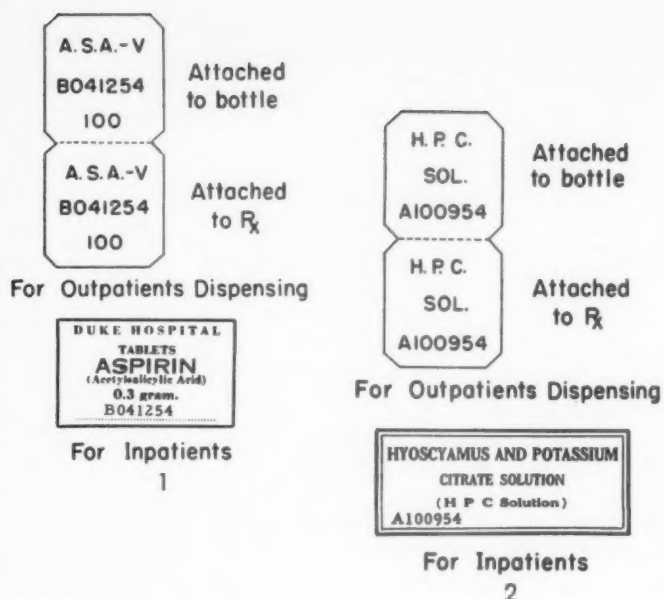 A.S.A.-V
B041254
100
Attached
to bottle
A.S.A.-V
B041254
100
Attached
to ℞
For Outpatients Dispensing
DUKE HOSPITAL
TABLETS
ASPIRIN
(Acetylsalicylic Acid)
0.3 gram.
B041254
For Inpatients
1
H.P.C.
SOL.
A100954
Attached
to bottle
H.P.C.
SOL.
A100954
Attached
to ℞
For Outpatients Dispensing
HYOSCYAMUS AND POTASSIUM
CITRATE SOLUTION
(H P C Solution)
A100954
For Inpatients
2